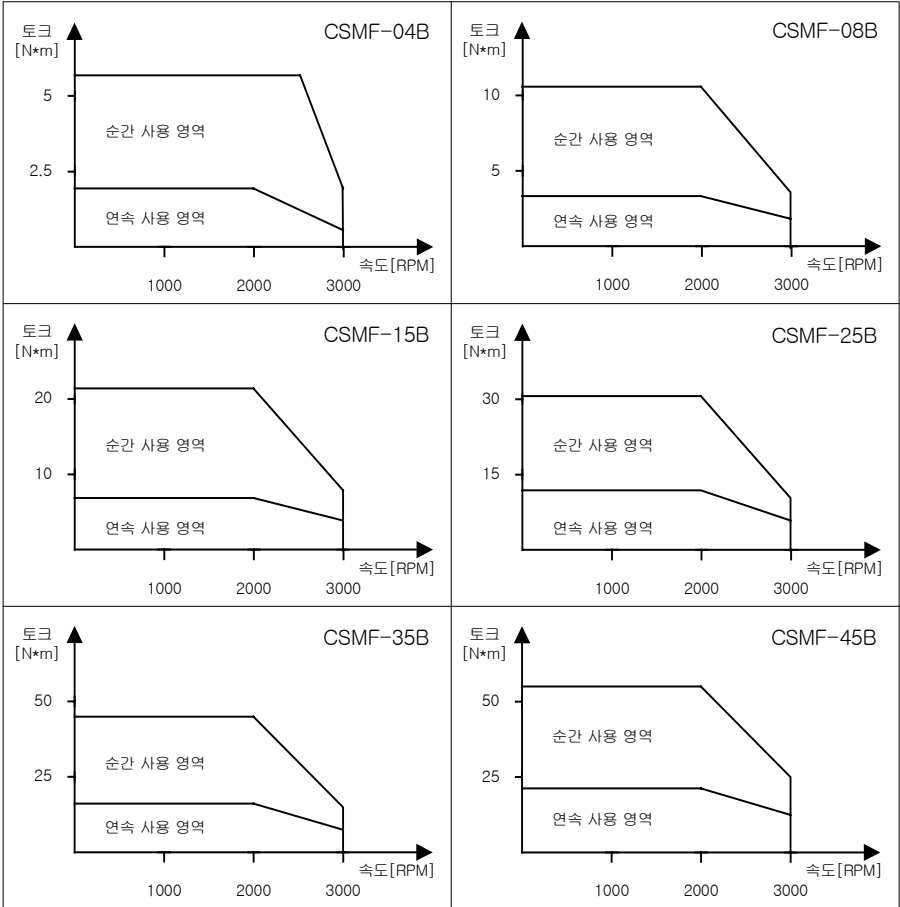 토크
[N*m]
CSMF-04B
5
순간 사용 영역
2.5
연속 사용 영역
속도[RPM]
1000 2000 3000
토크
[N*m]
CSMF-08B
10
순간 사용 영역
5
연속 사용 영역
속도[RPM]
1000 2000 3000
토크
[N*m]
CSMF-15B
20
순간 사용 영역
10
연속 사용 영역
속도[RPM]
1000 2000 3000
토크
[N*m]
CSMF-25B
30
순간 사용 영역
15
연속 사용 영역
속도[RPM]
1000 2000 3000
토크
[N*m]
CSMF-35B
50
순간 사용 영역
25
연속 사용 영역
속도[RPM]
1000 2000 3000
토크
[N*m]
CSMF-45B
50
순간 사용 영역
25
연속 사용 영역
속도[RPM]
1000 2000 3000